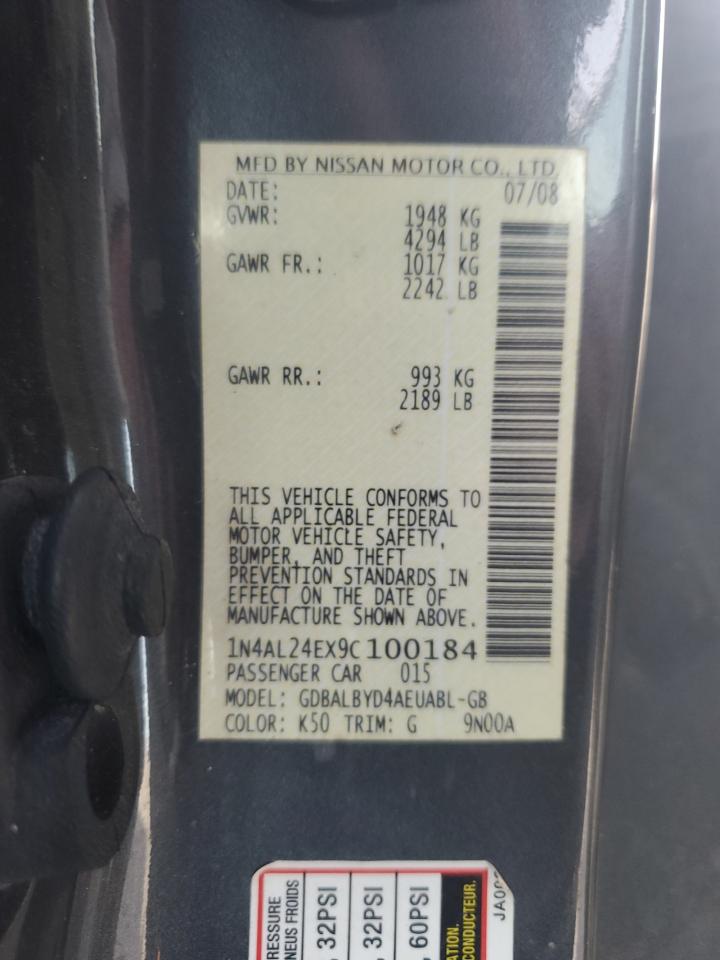 MFD BY NISSAN MOTOR CO., LTD.
DATE: 07/08
GVWR: 1948 KG
4294 LB
GAWR FR.: 1017 KG
2242 LB
GAWR RR.: 993 KG
2189 LB
THIS VEHICLE CONFORMS TO
ALL APPLICABLE FEDERAL
MOTOR VEHICLE SAFETY,
BUMPER, AND THEFT
PREVENTION STANDARDS IN
EFFECT ON THE DATE OF
MANUFACTURE SHOWN ABOVE.
1N4AL24EX9C100184
PASSENGER CAR 015
MODEL: GDBALBYD4AEUABL-GB
COLOR: K50 TRIM: G 9N00A
32PSI
32PSI
60PSI